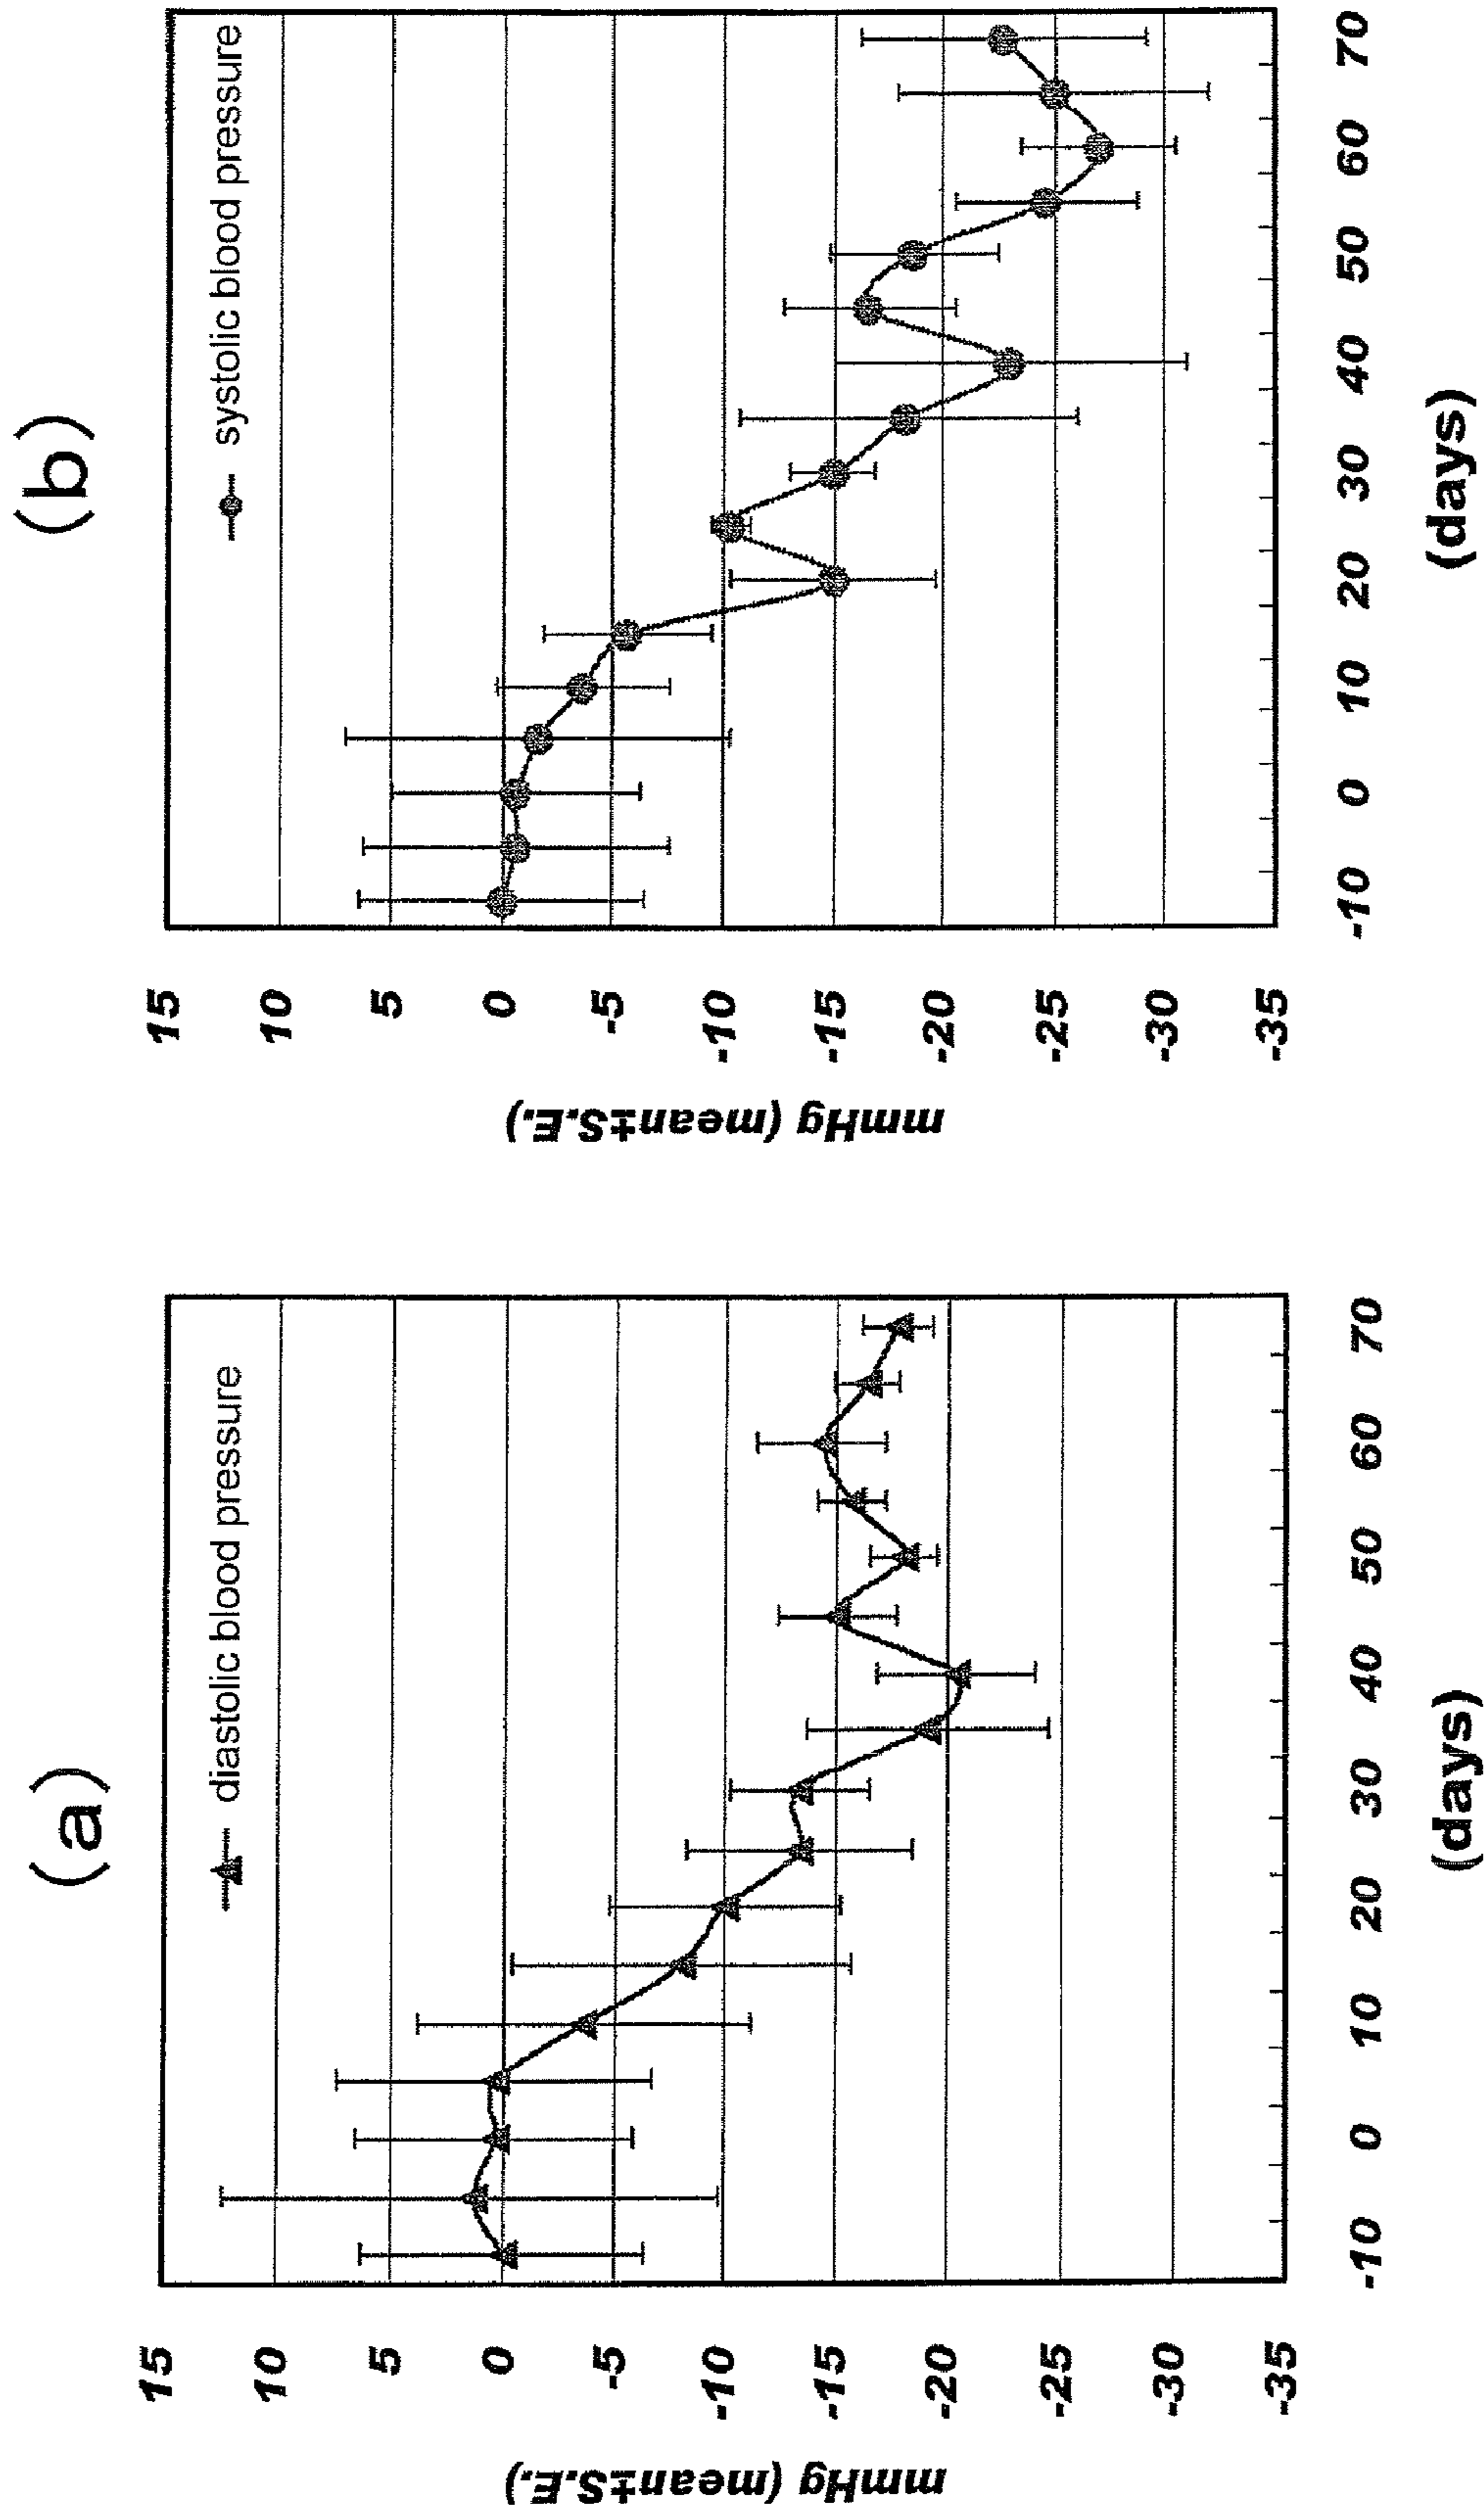 (a)
diastolic blood pressure
15
10
5
0
-5
-10
-15
-20
-25
-30
-35
mmHg (mean±S.E.)
-10 0 10 20 30 40 50 60 70
(days)
(b)
systolic blood pressure
15
10
5
0
-5
-10
-15
-20
-25
-30
-35
mmHg (mean±S.E.)
-10 0 10 20 30 40 50 60 70
(days)